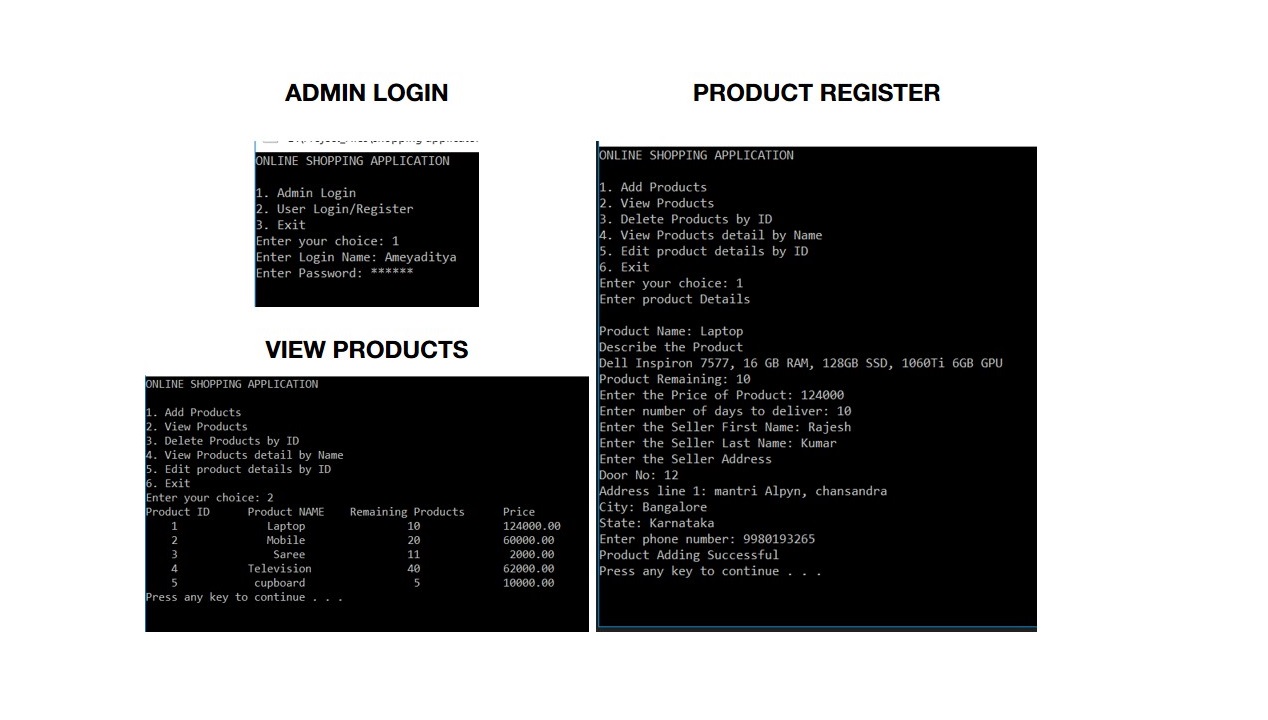 ADMIN LOGIN
ONLINE SHOPPING APPLICATION
1. Admin Login
2. User Login/Register
3. Exit
Enter your choice: 1
Enter Login Name: Ameyaditya
Enter Password: ******
VIEW PRODUCTS
ONLINE SHOPPING APPLICATION
1. Add Products
2. View Products
3. Delete Products by ID
4. View Products detail by Name
5. Edit product details by ID
6. Exit
Enter your choice: 2
Product ID Product NAME Remaining Products Price
1 Laptop 10 124000.00
2 Mobile 20 60000.00
3 Saree 11 2000.00
4 Television 40 62000.00
5 cupboard 5 10000.00
Press any key to continue . . .
PRODUCT REGISTER
ONLINE SHOPPING APPLICATION
1. Add Products
2. View Products
3. Delete Products by ID
4. View Products detail by Name
5. Edit product details by ID
6. Exit
Enter your choice: 1
Enter product Details
Product Name: Laptop
Describe the Product
Dell Inspiron 7577, 16 GB RAM, 128GB SSD, 1060Ti 6GB GPU
Product Remaining: 10
Enter the Price of Product: 124000
Enter number of days to deliver: 10
Enter the Seller First Name: Rajesh
Enter the Seller Last Name: Kumar
Enter the Seller Address
Door No: 12
Address line 1: mantri Alpyn, chansandra
City: Bangalore
State: Karnataka
Enter phone number: 9980193265
Product Adding Successful
Press any key to continue . . .